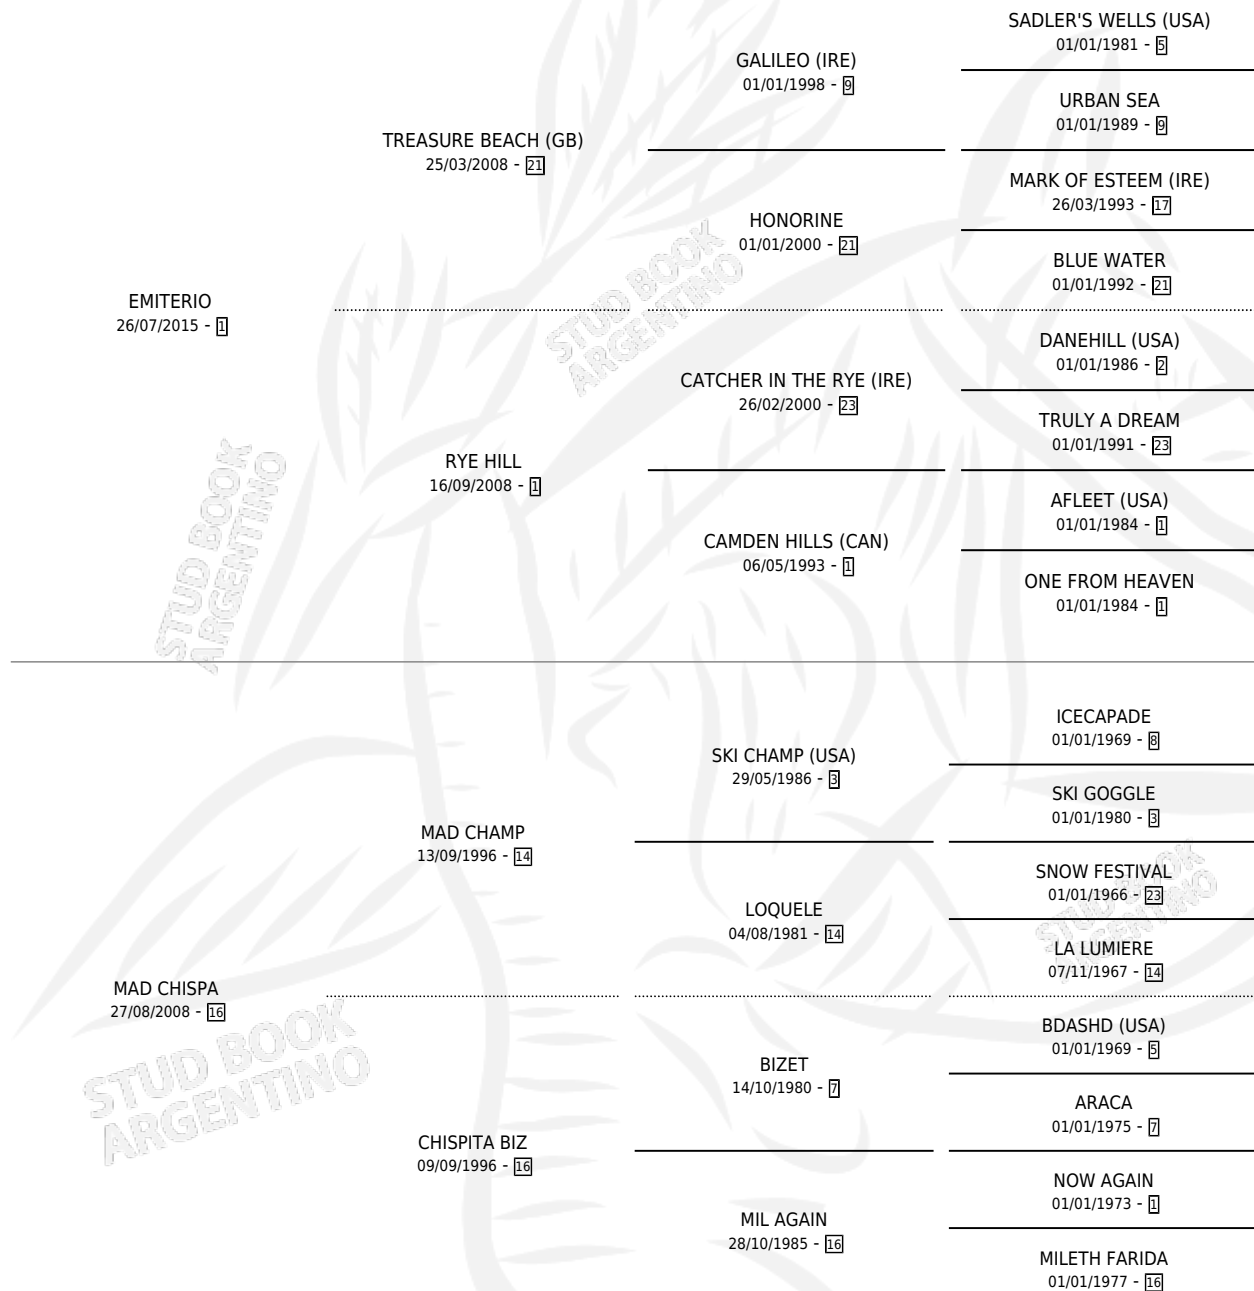 SADLER'S WELLS (USA)
01/01/1981 - 5
GALILEO (IRE)
01/01/1998 - 9
URBAN SEA
01/01/1989 - 9
TREASURE BEACH (GB)
25/03/2008 - 21
MARK OF ESTEEM (IRE)
26/03/1993 - 17
HONORINE
01/01/2000 - 21
BLUE WATER
01/01/1992 - 21
EMITERIO
26/07/2015 - 1
DANEHILL (USA)
01/01/1986 - 2
CATCHER IN THE RYE (IRE)
26/02/2000 - 23
TRULY A DREAM
01/01/1991 - 23
RYE HILL
16/09/2008 - 1
AFLEET (USA)
01/01/1984 - 1
CAMDEN HILLS (CAN)
06/05/1993 - 1
ONE FROM HEAVEN
01/01/1984 - 1
STUD BOOK
ARGENTINO
STUD BOOK
ARGENTINO
ICECAPADE
01/01/1969 - 8
SKI CHAMP (USA)
29/05/1986 - 3
SKI GOGGLE
01/01/1980 - 3
MAD CHAMP
13/09/1996 - 14
SNOW FESTIVAL
01/01/1966 - 23
LOQUELE
04/08/1981 - 14
LA LUMIERE
07/11/1967 - 14
STUD BOOK
ARGENTINO
MAD CHISPA
27/08/2008 - 16
BDASHD (USA)
01/01/1969 - 5
BIZET
14/10/1980 - 7
ARACA
01/01/1975 - 7
CHISPITA BIZ
09/09/1996 - 16
NOW AGAIN
01/01/1973 - 1
MIL AGAIN
28/10/1985 - 16
MILETH FARIDA
01/01/1977 - 16
STUD BOOK
ARGENTINO